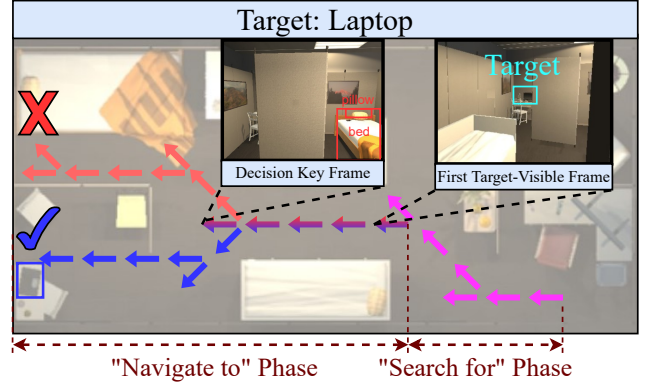 Target: Laptop
pillow
bed
Target
Decision Key Frame
First Target-Visible Frame
"Navigate to" Phase
"Search for" Phase